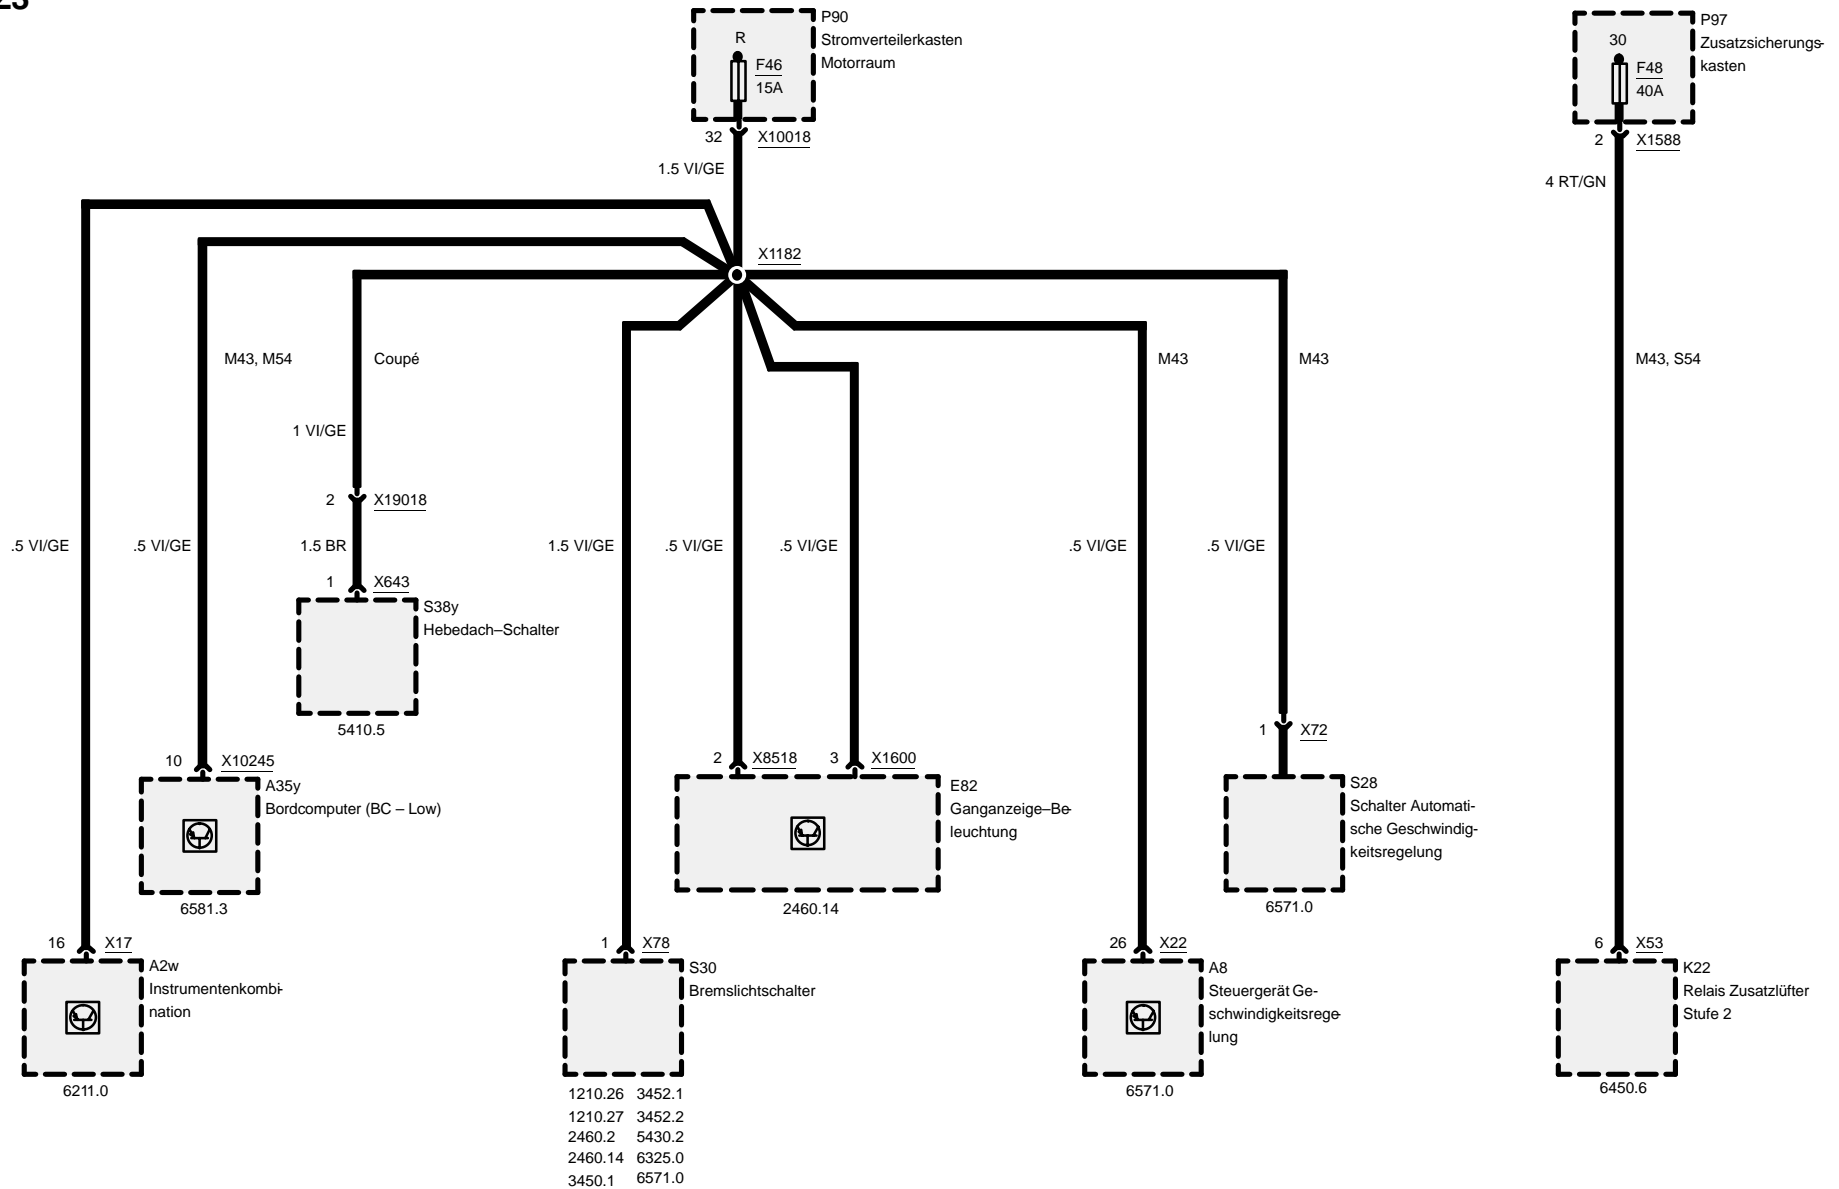 P90
Stromverteilerkasten
Motorraum
R
F46
15A
32 X10018
1.5 VI/GE
P97
Zusatzsicherungs-
kasten
30
F48
40A
2 X1588
4 RT/GN
X1182
M43, M54
Coupé
M43
M43
M43, S54
1 VI/GE
2 X19018
.5 VI/GE
.5 VI/GE
1.5 BR
1.5 VI/GE
.5 VI/GE
.5 VI/GE
.5 VI/GE
.5 VI/GE
1 X643
S38y
Hebedach–Schalter
5410.5
10 X10245
A35y
Bordcomputer (BC – Low)
6581.3
2 X8518
3 X1600
E82
Ganganzeige–Be-
leuchtung
2460.14
1 X72
S28
Schalter Automati-
sche Geschwindig-
keitsregelung
6571.0
16 X17
A2w
Instrumentenkombi-
nation
6211.0
1 X78
S30
Bremslichtschalter
1210.26 3452.1
1210.27 3452.2
2460.2 5430.2
2460.14 6325.0
3450.1 6571.0
26 X22
A8
Steuergerät Ge-
schwindigkeitsrege-
lung
6571.0
6 X53
K22
Relais Zusatzlüfter
Stufe 2
6450.6